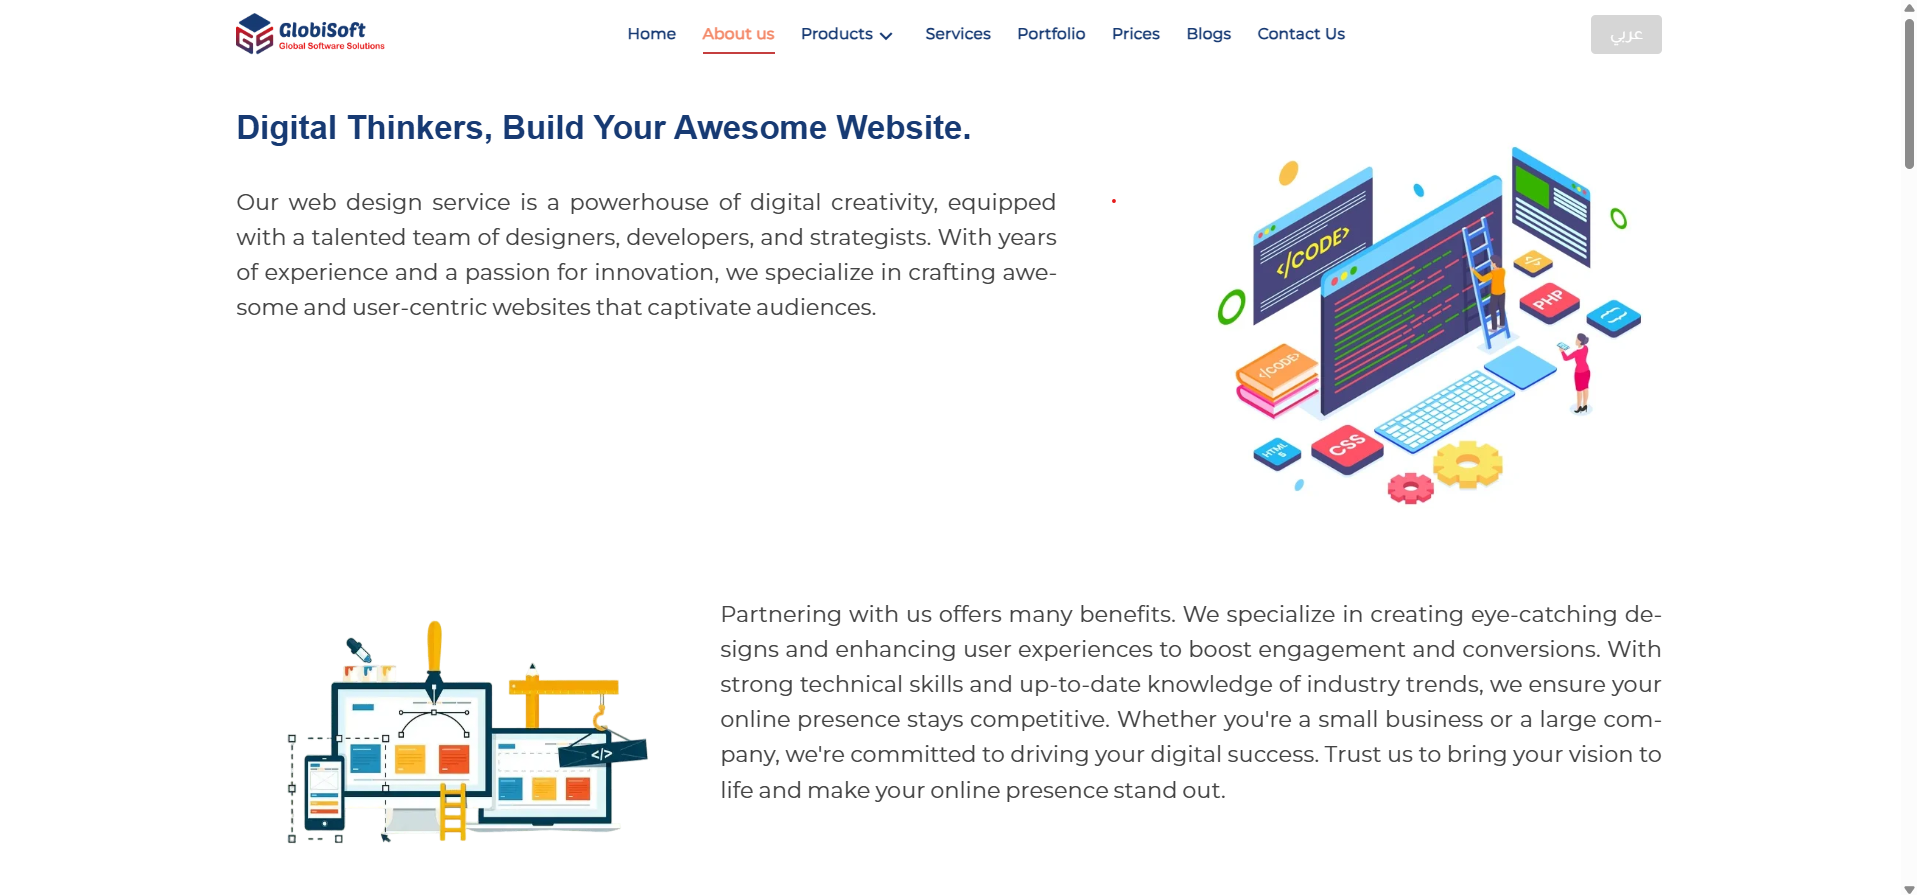 GlobiSoft
Global Software Solutions
Home About us Products Services Portfolio Prices Blogs Contact Us
عربي
Digital Thinkers, Build Your Awesome Website.
Our web design service is a powerhouse of digital creativity, equipped
with a talented team of designers, developers, and strategists. With years
of experience and a passion for innovation, we specialize in crafting awe-
some and user-centric websites that captivate audiences.
</CODE>
</>
PHP
{...}
</CODE>
HTML
5
CSS
Partnering with us offers many benefits. We specialize in creating eye-catching de-
signs and enhancing user experiences to boost engagement and conversions. With
strong technical skills and up-to-date knowledge of industry trends, we ensure your
online presence stays competitive. Whether you're a small business or a large com-
pany, we're committed to driving your digital success. Trust us to bring your vision to
life and make your online presence stand out.
</>